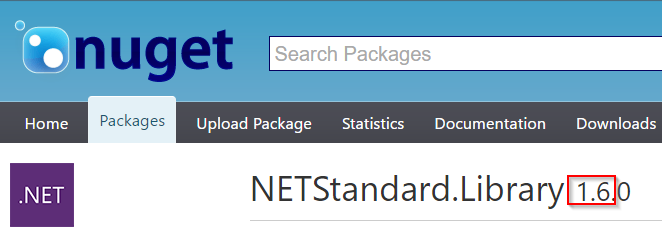 nuget
Search Packages
Home Packages Upload Package Statistics Documentation Downloads
.NET
NETStandard.Library 1.6.0